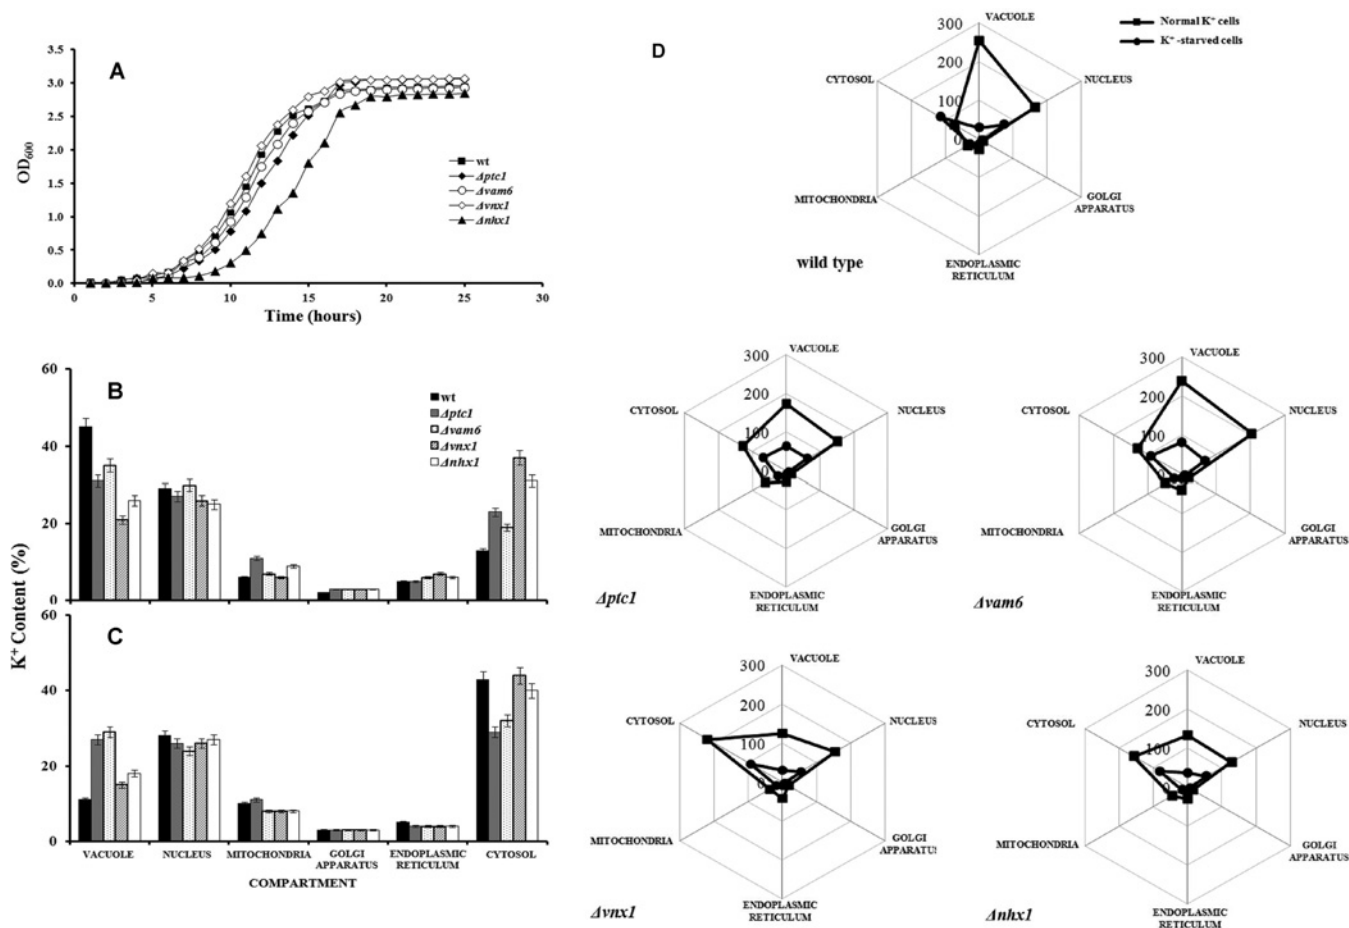 A
3.5
3.0
2.5
2.0
1.5
1.0
0.5
0.0
OD600
0 5 10 15 20 25 30
Time (hours)
wt
Δptc1
Δvam6
Δvnx1
Δnhx1
B
60
40
20
0
wt
Δptc1
Δvam6
Δvnx1
Δnhx1
K+ Content (%)
C
60
40
20
0
VACUOLE NUCLEUS MITOCHONDRIA GOLGI APPARATUS ENDOPLASMIC RETICULUM CYTOSOL
COMPARTMENT
D
Normal K+ cells
K+ -starved cells
300
200
100
0
VACUOLE
NUCLEUS
GOLGI
APPARATUS
ENDOPLASMIC
RETICULUM
MITOCHONDRIA
CYTOSOL
wild type
300
200
100
0
VACUOLE
NUCLEUS
GOLGI
APPARATUS
ENDOPLASMIC
RETICULUM
MITOCHONDRIA
CYTOSOL
Δptc1
300
200
100
0
VACUOLE
NUCLEUS
GOLGI
APPARATUS
ENDOPLASMIC
RETICULUM
MITOCHONDRIA
CYTOSOL
Δvam6
300
200
100
0
VACUOLE
NUCLEUS
GOLGI
APPARATUS
ENDOPLASMIC
RETICULUM
MITOCHONDRIA
CYTOSOL
Δvnx1
300
200
100
0
VACUOLE
NUCLEUS
GOLGI
APPARATUS
ENDOPLASMIC
RETICULUM
MITOCHONDRIA
CYTOSOL
Δnhx1